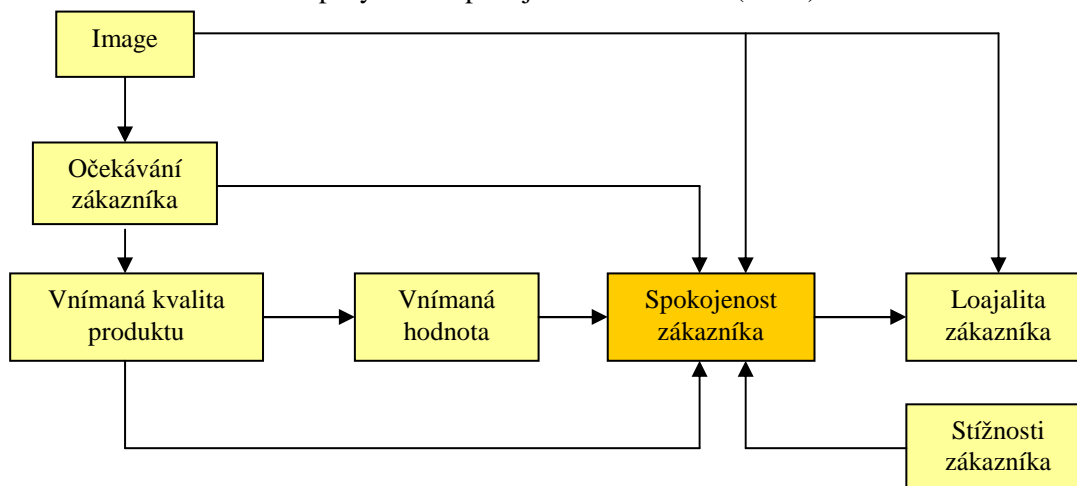 Image
Očekávání
zákazníka
Vnímaná kvalita
produktu
Vnímaná
hodnota
Spokojenost
zákazníka
Loajalita
zákazníka
Stížnosti
zákazníka